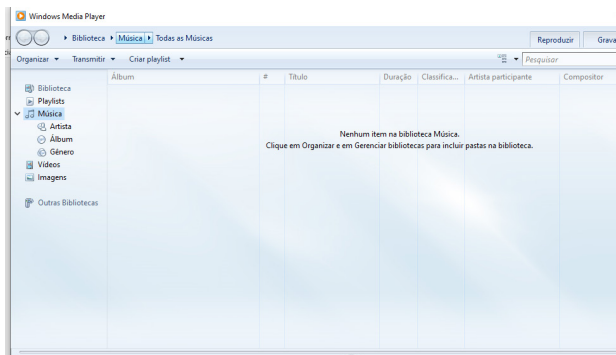 Windows Media Player
Biblioteca Música Todas as Músicas
Reproduzir Grava
Organizar Transmitir Criar playlist
Pesquisar
Álbum # Título Duração Classifica... Artista participante Compositor
Biblioteca
Playlists
Música
Artista
Álbum
Gênero
Vídeos
Imagens
Outras Bibliotecas
Nenhum item na biblioteca Música.
Clique em Organizar e em Gerenciar bibliotecas para incluir pastas na biblioteca.